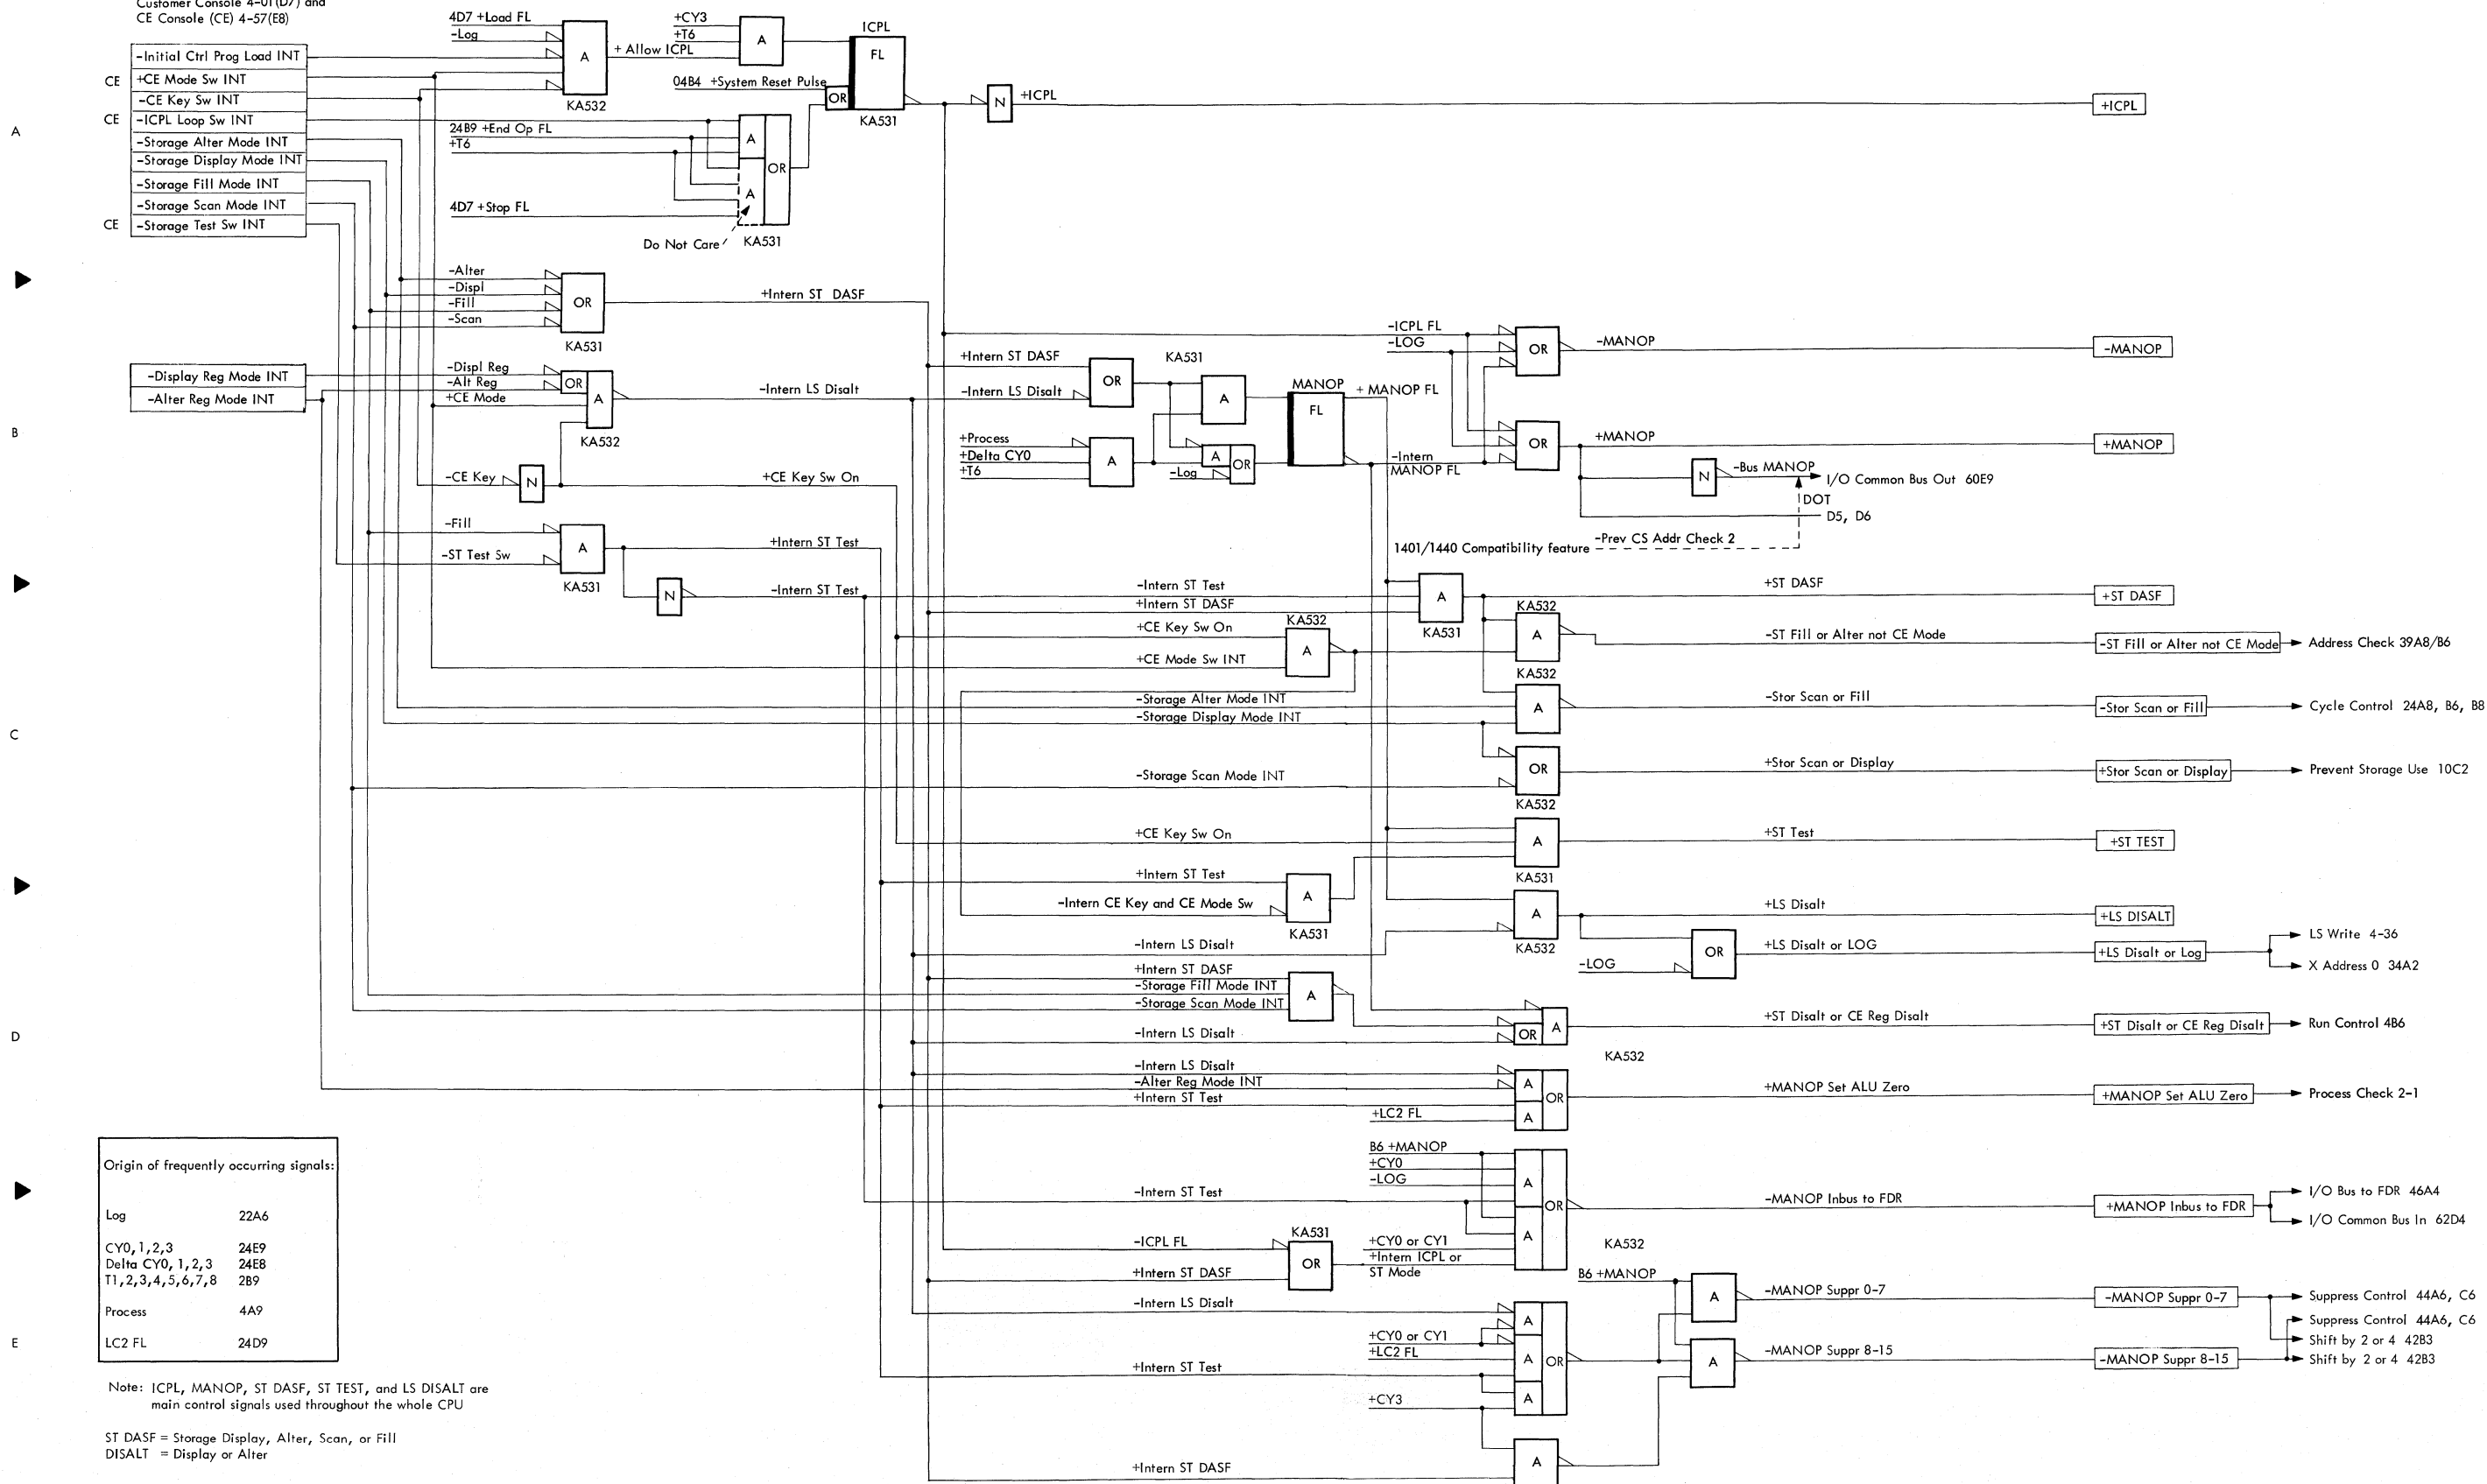 Customer Console 4-01(D7) and
CE Console (CE) 4-57(E8)
-Initial Ctrl Prog Load INT
CE +CE Mode Sw INT
-CE Key Sw INT
CE -ICPL Loop Sw INT
-Storage Alter Mode INT
-Storage Display Mode INT
-Storage Fill Mode INT
-Storage Scan Mode INT
CE -Storage Test Sw INT
4D7 +Load FL
-Log
A
KA532
+ Allow ICPL
+CY3
+T6
A
ICPL
FL
04B4 +System Reset Pulse
OR
KA531
N
+ICPL
+ICPL
A
24B9 +End Op FL
+T6
A
OR
A
4D7 +Stop FL
Do Not Care
KA531
-Alter
-Displ
-Fill
-Scan
OR
KA531
+Intern ST DASF
-Display Reg Mode INT
-Alter Reg Mode INT
-Displ Reg
-Alt Reg
+CE Mode
OR
A
KA532
-Intern LS Disalt
+Intern ST DASF
-Intern LS Disalt
OR
KA531
A
MANOP
FL
+ MANOP FL
-ICPL FL
-LOG
OR
-MANOP
-MANOP
B
+Process
+Delta CY0
+T6
A
A
OR
-Log
-Intern
MANOP FL
OR
+MANOP
+MANOP
N
-Bus MANOP
I/O Common Bus Out 60E9
DOT
D5, D6
1401/1440 Compatibility feature
-Prev CS Addr Check 2
-CE Key
N
+CE Key Sw On
-Fill
-ST Test Sw
A
KA531
+Intern ST Test
N
-Intern ST Test
-Intern ST Test
+Intern ST DASF
A
KA531
+ST DASF
+ST DASF
+CE Key Sw On
+CE Mode Sw INT
KA532
A
KA532
A
KA532
-ST Fill or Alter not CE Mode
-ST Fill or Alter not CE Mode
Address Check 39A8/B6
-Storage Alter Mode INT
-Storage Display Mode INT
A
-Stor Scan or Fill
-Stor Scan or Fill
Cycle Control 24A8, B6, B8
C
-Storage Scan Mode INT
OR
KA532
+Stor Scan or Display
+Stor Scan or Display
Prevent Storage Use 10C2
+CE Key Sw On
A
KA531
+ST Test
+ST TEST
+Intern ST Test
-Intern CE Key and CE Mode Sw
A
KA531
A
KA532
+LS Disalt
+LS DISALT
-Intern LS Disalt
-LOG
OR
+LS Disalt or LOG
+LS Disalt or Log
LS Write 4-36
X Address 0 34A2
+Intern ST DASF
-Storage Fill Mode INT
-Storage Scan Mode INT
A
D
-Intern LS Disalt
OR
A
KA532
+ST Disalt or CE Reg Disalt
+ST Disalt or CE Reg Disalt
Run Control 4B6
-Intern LS Disalt
-Alter Reg Mode INT
+Intern ST Test
+LC2 FL
A
A
OR
+MANOP Set ALU Zero
+MANOP Set ALU Zero
Process Check 2-1
B6 +MANOP
+CY0
-LOG
-Intern ST Test
A
A
OR
KA532
-MANOP Inbus to FDR
+MANOP Inbus to FDR
I/O Bus to FDR 46A4
I/O Common Bus In 62D4
-ICPL FL
+Intern ST DASF
KA531
OR
+CY0 or CY1
+Intern ICPL or
ST Mode
-Intern LS Disalt
+CY0 or CY1
+LC2 FL
+Intern ST Test
+CY3
A
A
A
OR
B6 +MANOP
A
-MANOP Suppr 0-7
-MANOP Suppr 0-7
Suppress Control 44A6, C6
Suppress Control 44A6, C6
Shift by 2 or 4 42B3
Shift by 2 or 4 42B3
A
-MANOP Suppr 8-15
-MANOP Suppr 8-15
+Intern ST DASF
A
E
Origin of frequently occurring signals:
Log 22A6
CY0,1,2,3 24E9
Delta CY0, 1,2,3 24E8
T1,2,3,4,5,6,7,8 2B9
Process 4A9
LC2 FL 24D9
Note: ICPL, MANOP, ST DASF, ST TEST, and LS DISALT are
main control signals used throughout the whole CPU
ST DASF = Storage Display, Alter, Scan, or Fill
DISALT = Display or Alter